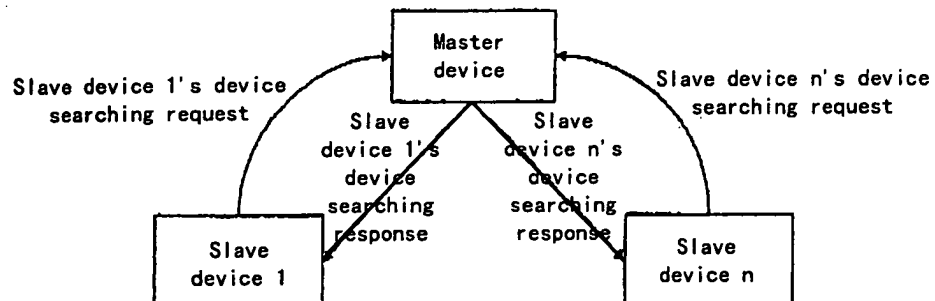 Master
device
Slave device 1's device
searching request
Slave device n's device
searching request
Slave
device 1's
device
searching
response
Slave
device n's
device
searching
response
Slave
device 1
Slave
device n